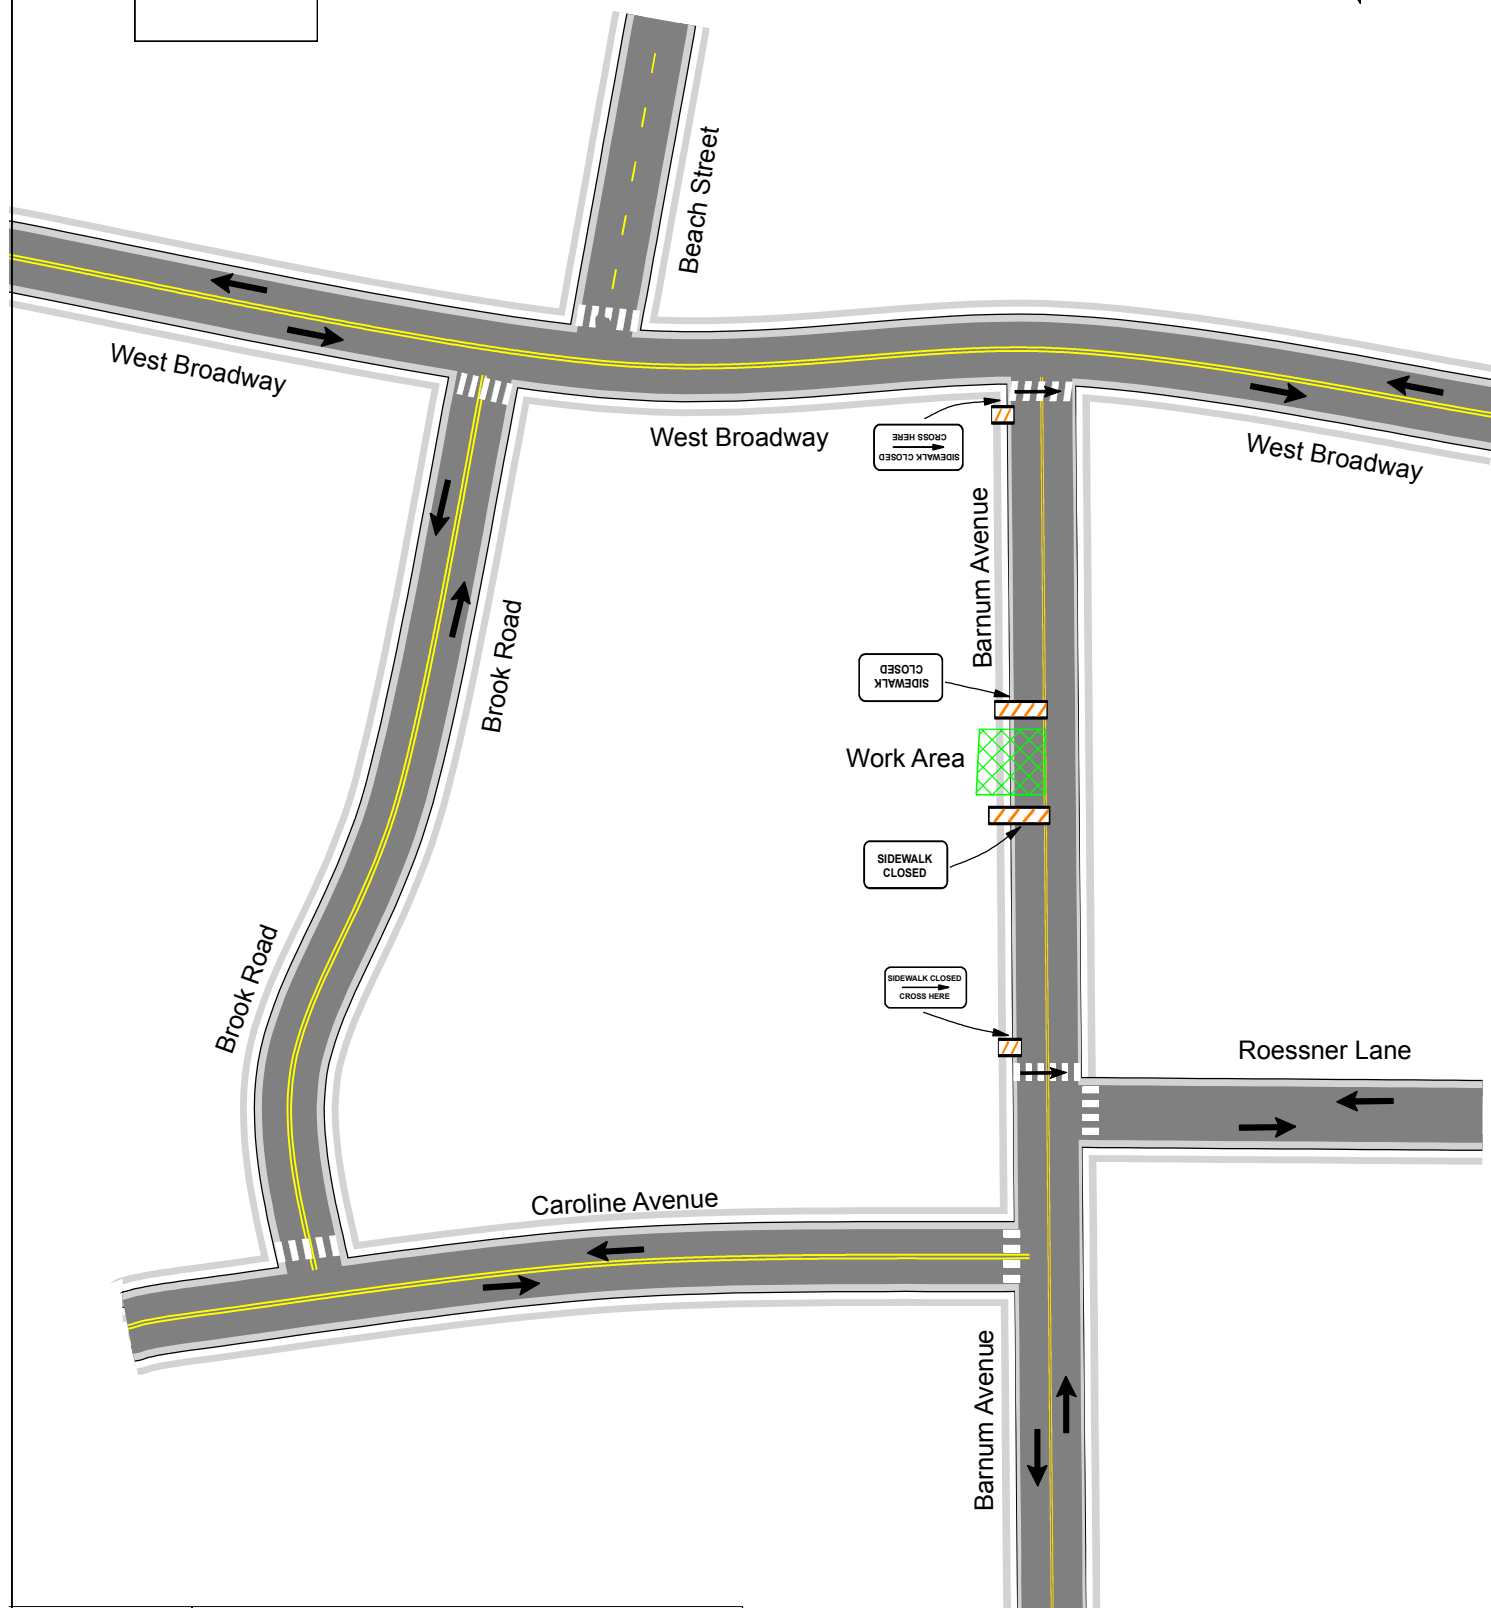 Beach Street
West Broadway
West Broadway
SIDEWALK CLOSED
CROSS HERE
West Broadway
Barnum Avenue
Brook Road
SIDEWALK
CLOSED
Work Area
SIDEWALK
CLOSED
Brook Road
SIDEWALK CLOSED
CROSS HERE
Roessner Lane
Caroline Avenue
Barnum Avenue